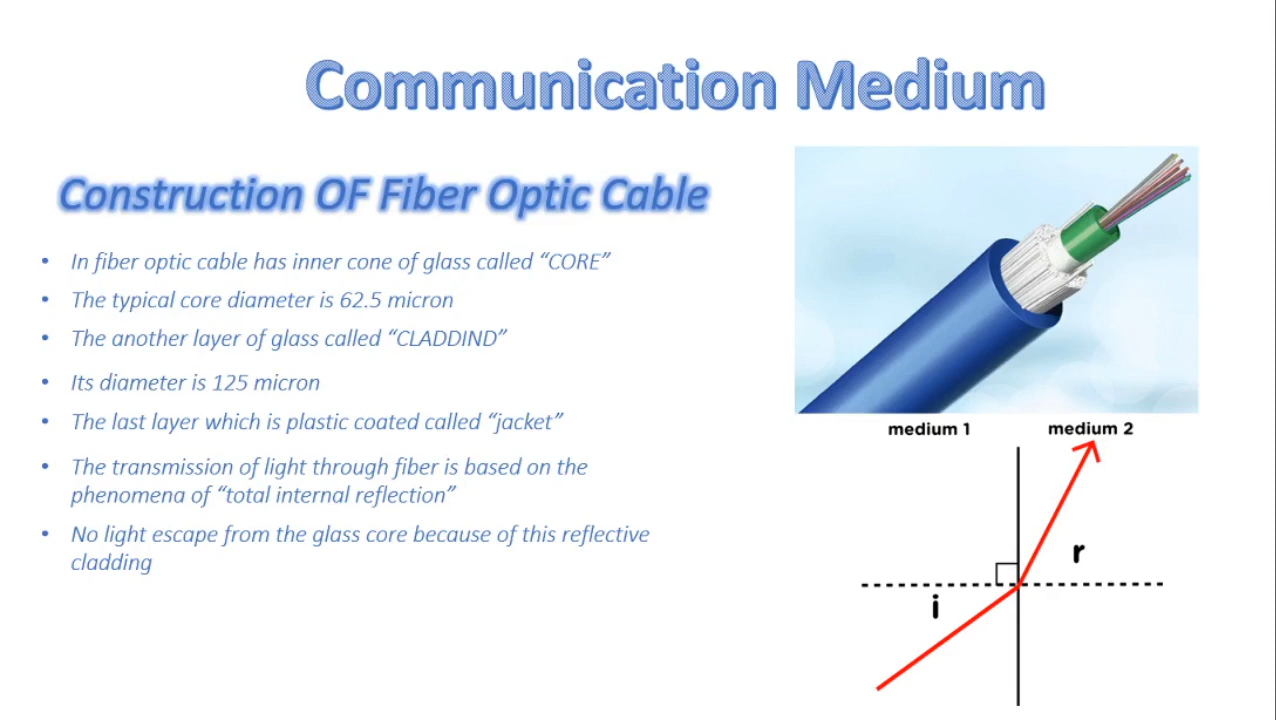 Communication Medium
Construction OF Fiber Optic Cable
• In fiber optic cable has inner cone of glass called “CORE”
• The typical core diameter is 62.5 micron
• The another layer of glass called “CLADDIND”
• Its diameter is 125 micron
• The last layer which is plastic coated called “jacket”
• The transmission of light through fiber is based on the
phenomena of “total internal reflection”
• No light escape from the glass core because of this reflective
cladding
medium 1
medium 2
r
i